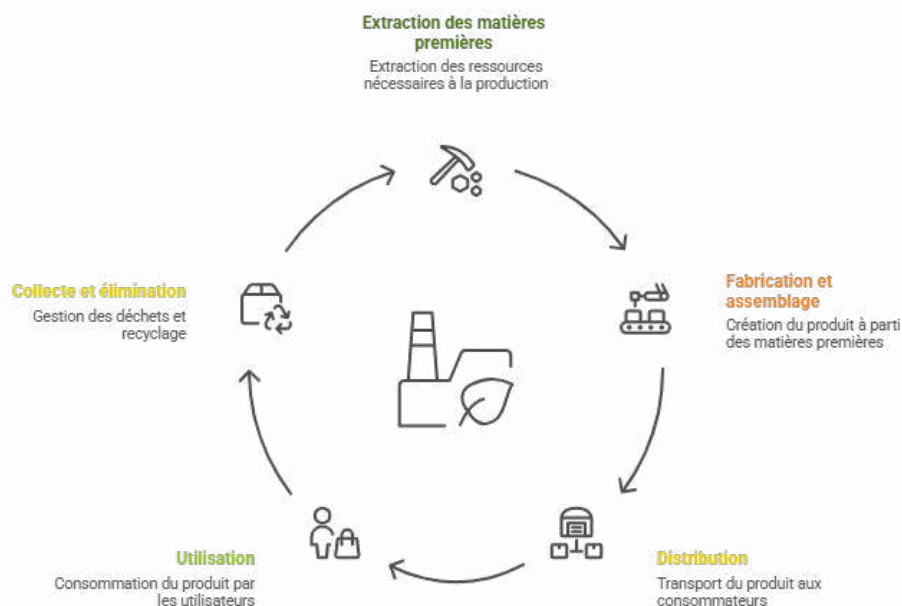 Extraction des matières
premières
Extraction des ressources
nécessaires à la production
Fabrication et
assemblage
Création du produit à parti
des matières premières
Distribution
Transport du produit aux
consommateurs
Utilisation
Consommation du produit par
les utilisateurs
Collecte et élimination
Gestion des déchets et
recyclage